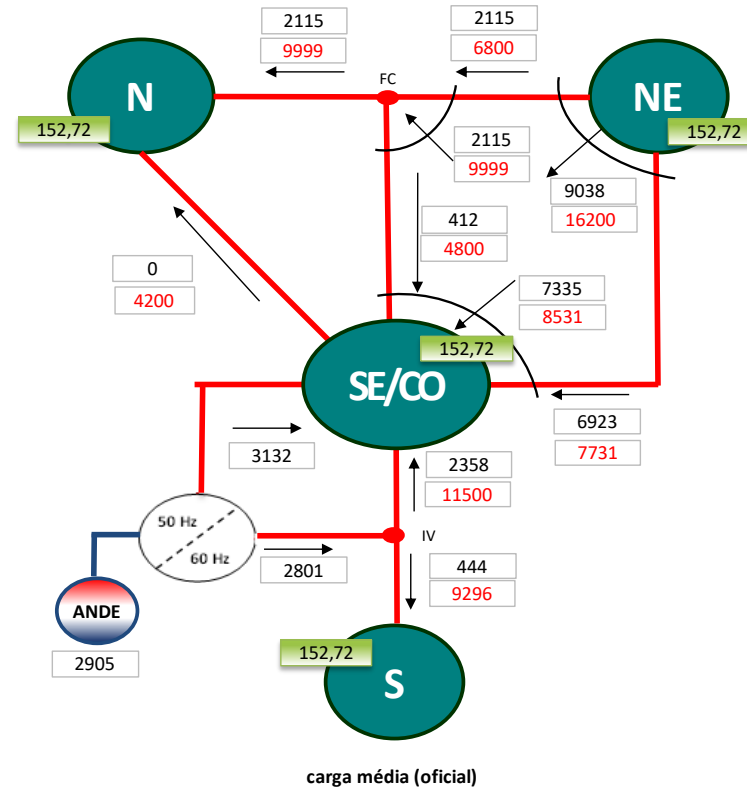 2115
9999
2115
6800
FC
N
NE
152,72
152,72
2115
9999
9038
16200
412
4800
0
4200
7335
8531
152,72
SE/CO
6923
7731
3132
2358
11500
50 Hz
60 Hz
IV
2801
444
9296
ANDE
2905
152,72
S
carga média (oficial)